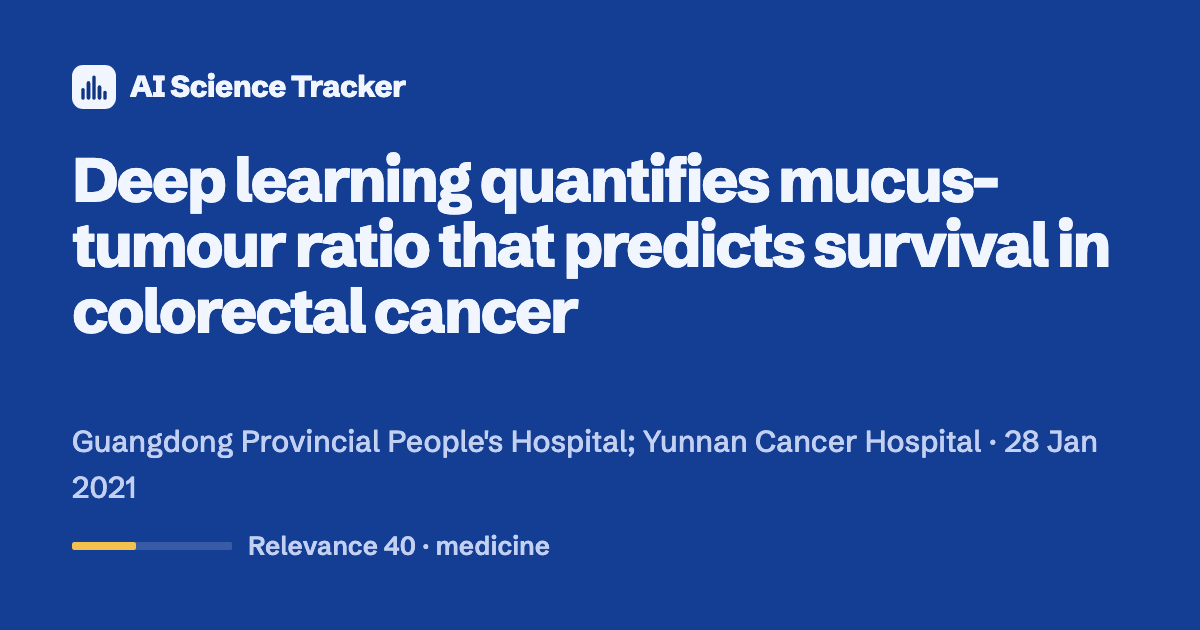 AI Science Tracker
Deep learning quantifies mucus-
tumour ratio that predicts survival in
colorectal cancer
Guangdong Provincial People's Hospital; Yunnan Cancer Hospital · 28 Jan
2021
Relevance 40 · medicine